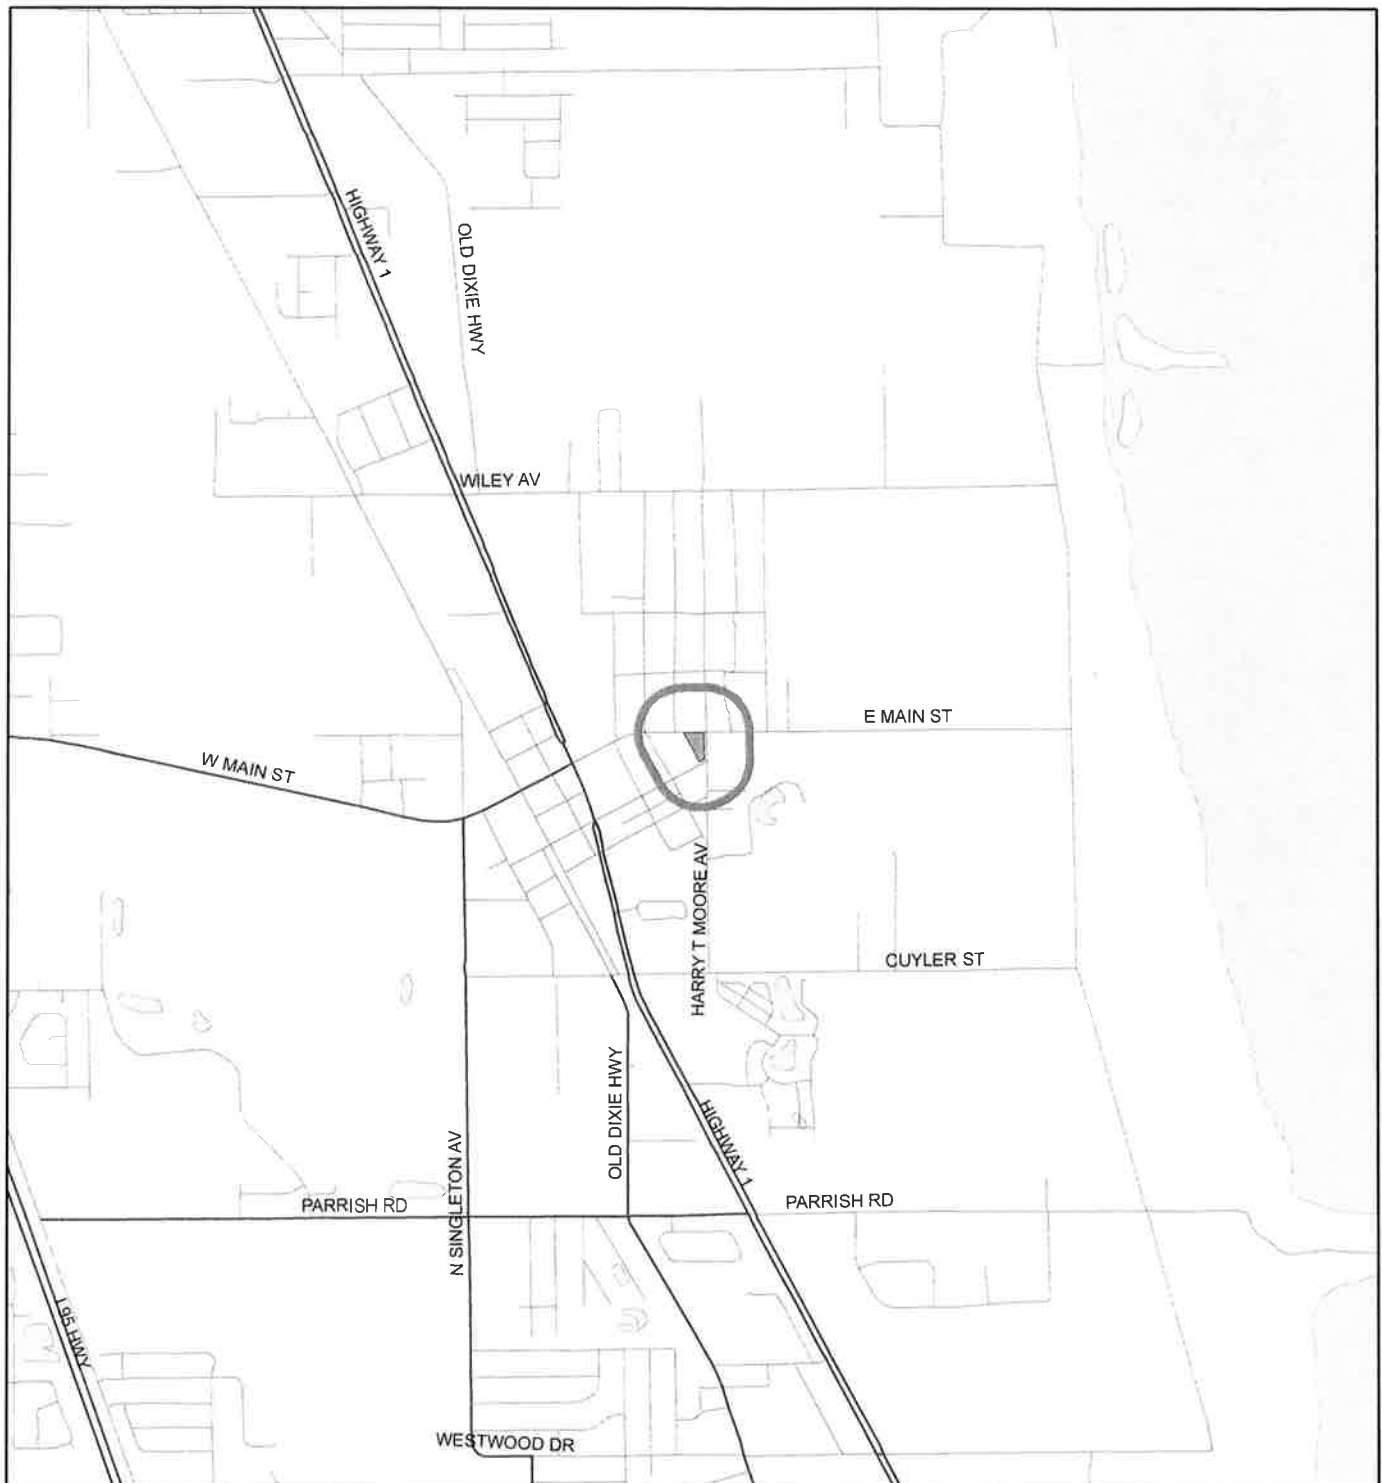 HIGHWAY 1
OLD DIXIE HWY
WILEY AV
E MAIN ST
W MAIN ST
HARRY T MOORE AV
CUYLER ST
OLD DIXIE HWY
HIGHWAY 1
N SINGLETON AV
PARRISH RD
PARRISH RD
I 95 HWY
WESTWOOD DR